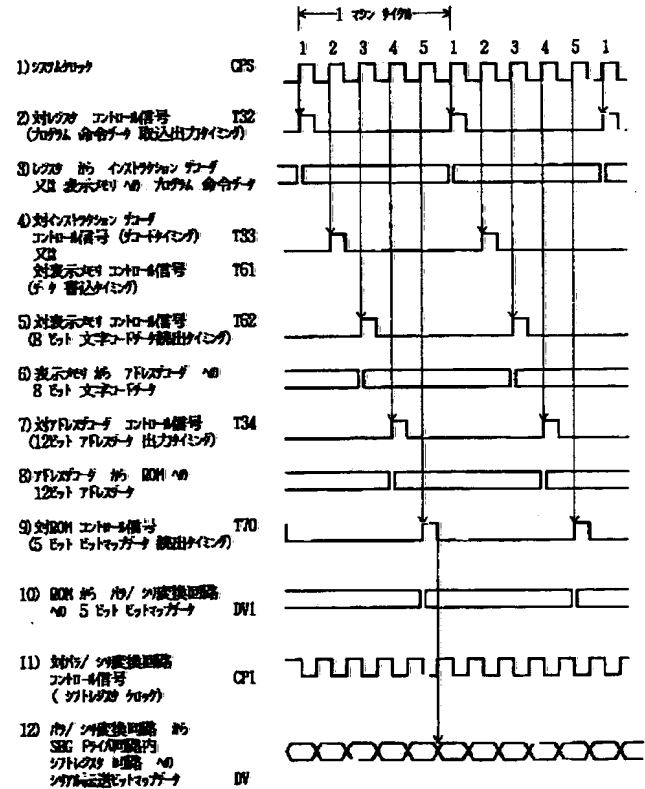 1 マシン サイクル
1 2 3 4 5 1 2 3 4 5 1
1) システムクロック CPS
2) 対レジスタ コントロール信号 T32
(プログラム 命令データ 取込出力タイミング)
3) レジスタ から インストラクション デコーダ
又は 表示メモリ への プログラム 命令データ
4) 対インストラクション デコーダ
コントロール信号 (デコードタイミング) T33
又は
対表示メモリ コントロール信号 T61
(データ 書込タイミング)
5) 対表示メモリ コントロール信号 T62
(8 ビット 文字コードデータ読出タイミング)
6) 表示メモリ から アドレスデコーダ への
8 ビット 文字コードデータ
7) 対アドレスデコーダ コントロール信号 T34
(12ビット アドレスデータ 出力タイミング)
8) アドレスデコーダ から ROM への
12ビット アドレスデータ
9) 対ROM コントロール信号 T70
(5 ビット ビットマップデータ 読出タイミング)
10) ROM から パラ/ シリ変換回路
への 5 ビット ビットマップデータ DV1
11) 対パラ/ シリ変換回路
コントロール信号 CP1
( シフトレジスタ クロック)
12) パラ/ シリ変換回路 から
SEG ドライバ回路内
シフトレジスタ 回路 への
シリアル転送ビットマップデータ DV